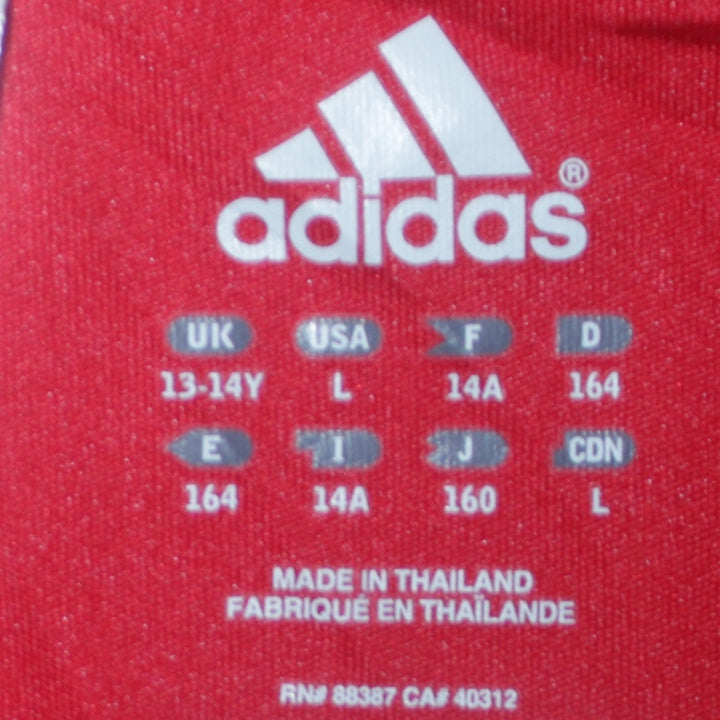 adidas®
UK USA F D
13-14Y L 14A 164
E I J CDN
164 14A 160 L
MADE IN THAILAND
FABRIQUÉ EN THAÏLANDE
RN# 88387 CA# 40312